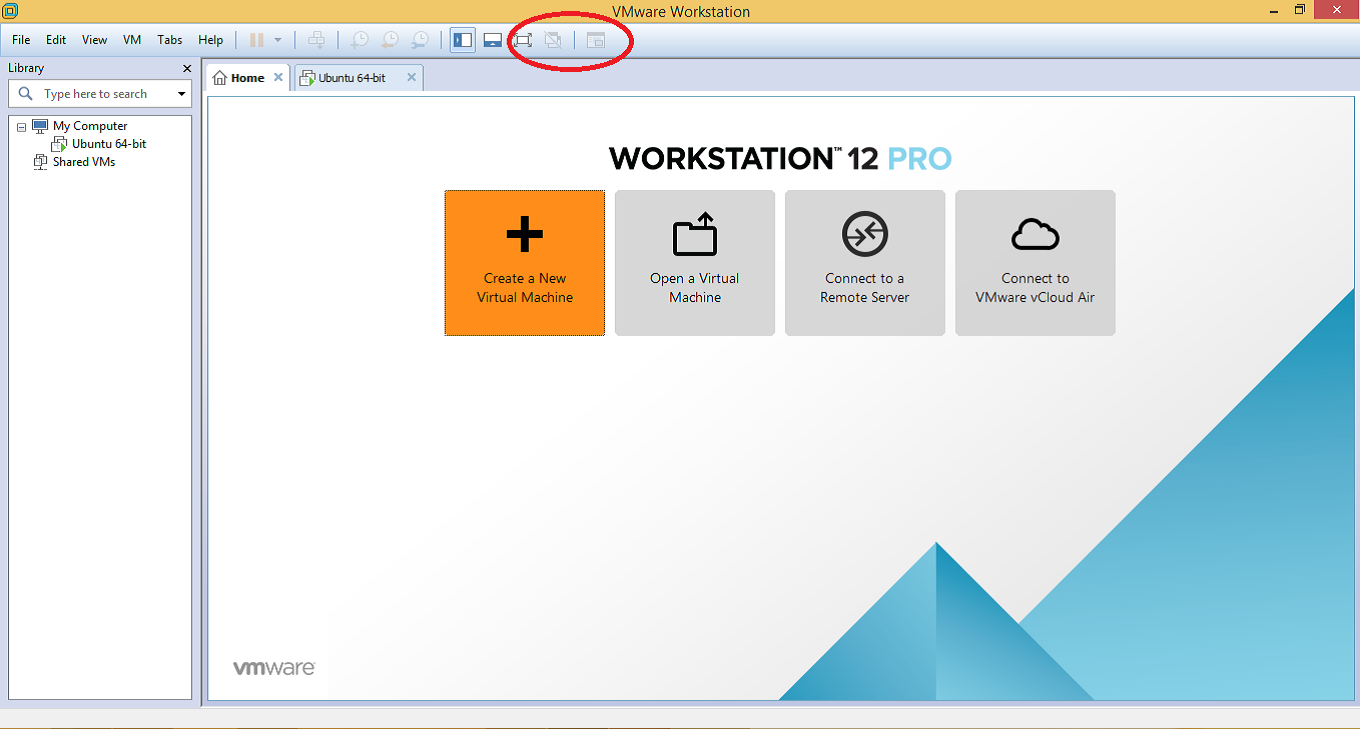 VMware Workstation
File Edit View VM Tabs Help
Library
Type here to search
My Computer
Ubuntu 64-bit
Shared VMs
Home
Ubuntu 64-bit
WORKSTATION™ 12 PRO
Create a New
Virtual Machine
Open a Virtual
Machine
Connect to a
Remote Server
Connect to
VMware vCloud Air
vmware